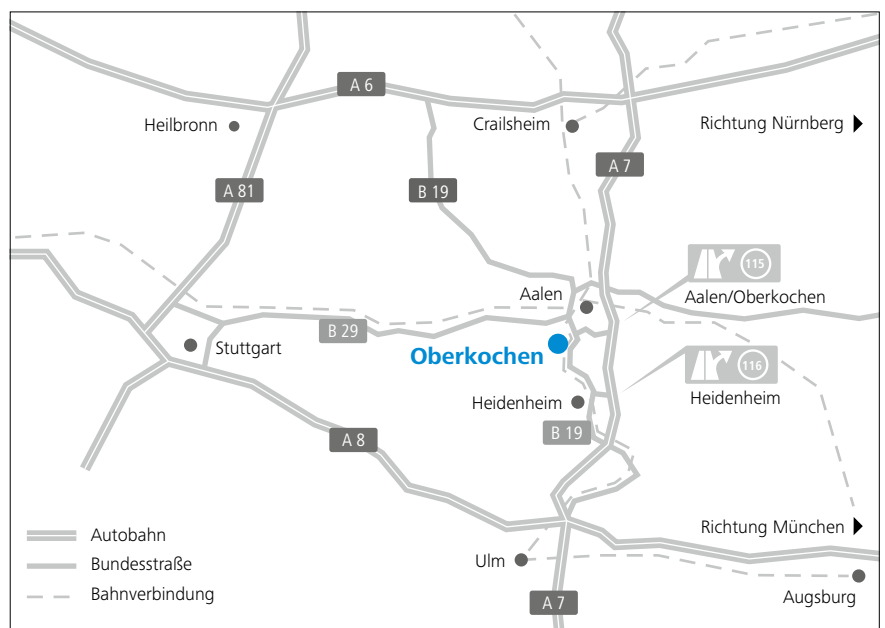 A 6
Heilbronn
Crailsheim
Richtung Nürnberg
A 7
A 81
B 19
115
Aalen
Aalen/Oberkochen
B 29
Stuttgart
Oberkochen
116
Heidenheim
Heidenheim
B 19
A 8
Autobahn
Richtung München
Bundesstraße
Ulm
Bahnverbindung
Augsburg
A 7